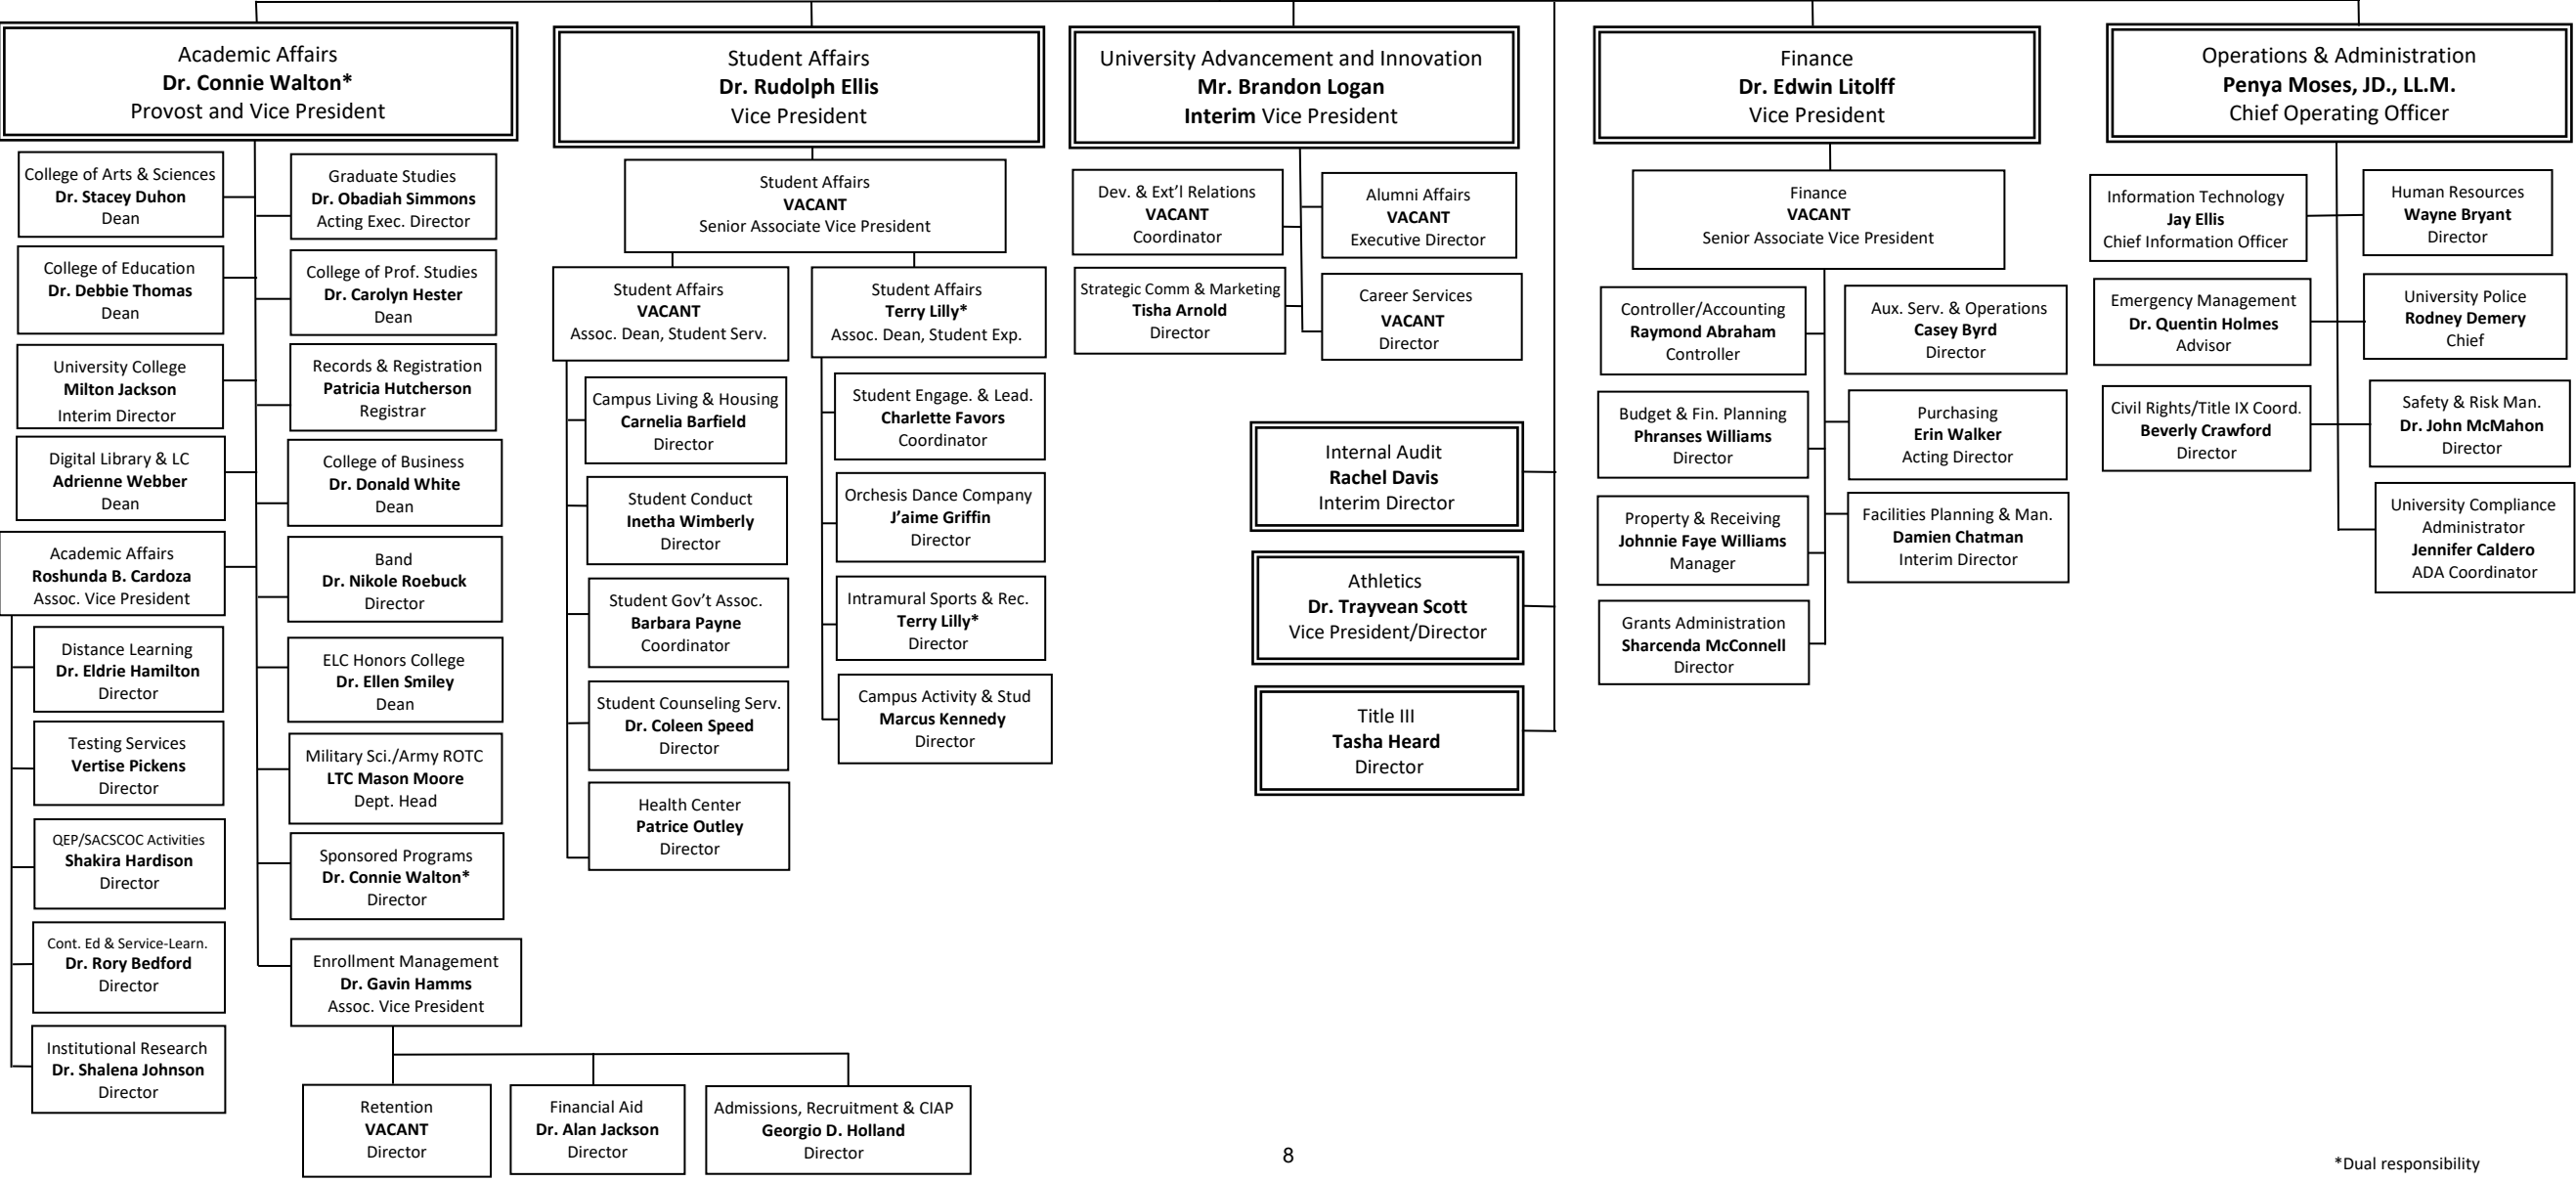 Academic Affairs
Dr. Connie Walton*
Provost and Vice President
College of Arts & Sciences
Dr. Stacey Duhon
Dean
Graduate Studies
Dr. Obadiah Simmons
Acting Exec. Director
College of Education
Dr. Debbie Thomas
Dean
College of Prof. Studies
Dr. Carolyn Hester
Dean
University College
Milton Jackson
Interim Director
Records & Registration
Patricia Hutcherson
Registrar
Digital Library & LC
Adrienne Webber
Dean
College of Business
Dr. Donald White
Dean
Academic Affairs
Roshunda B. Cardoza
Assoc. Vice President
Band
Dr. Nikole Roebuck
Director
Distance Learning
Dr. Eldrie Hamilton
Director
ELC Honors College
Dr. Ellen Smiley
Dean
Testing Services
Vertise Pickens
Director
Military Sci./Army ROTC
LTC Mason Moore
Dept. Head
QEP/SACSCOC Activities
Shakira Hardison
Director
Sponsored Programs
Dr. Connie Walton*
Director
Cont. Ed & Service-Learn.
Dr. Rory Bedford
Director
Enrollment Management
Dr. Gavin Hamms
Assoc. Vice President
Institutional Research
Dr. Shalena Johnson
Director
Retention
VACANT
Director
Financial Aid
Dr. Alan Jackson
Director
Admissions, Recruitment & CIAP
Georgio D. Holland
Director
Student Affairs
Dr. Rudolph Ellis
Vice President
Student Affairs
VACANT
Senior Associate Vice President
Student Affairs
VACANT
Assoc. Dean, Student Serv.
Student Affairs
Terry Lilly*
Assoc. Dean, Student Exp.
Campus Living & Housing
Carnelia Barfield
Director
Student Engage. & Lead.
Charlette Favors
Coordinator
Student Conduct
Inetha Wimberly
Director
Orchesis Dance Company
J’aime Griffin
Director
Student Gov’t Assoc.
Barbara Payne
Coordinator
Intramural Sports & Rec.
Terry Lilly*
Director
Student Counseling Serv.
Dr. Coleen Speed
Director
Campus Activity & Stud
Marcus Kennedy
Director
Health Center
Patrice Outley
Director
University Advancement and Innovation
Mr. Brandon Logan
Interim Vice President
Dev. & Ext’l Relations
VACANT
Coordinator
Alumni Affairs
VACANT
Executive Director
Strategic Comm & Marketing
Tisha Arnold
Director
Career Services
VACANT
Director
Internal Audit
Rachel Davis
Interim Director
Athletics
Dr. Trayvean Scott
Vice President/Director
Title III
Tasha Heard
Director
Finance
Dr. Edwin Litolff
Vice President
Finance
VACANT
Senior Associate Vice President
Controller/Accounting
Raymond Abraham
Controller
Aux. Serv. & Operations
Casey Byrd
Director
Budget & Fin. Planning
Phranses Williams
Director
Purchasing
Erin Walker
Acting Director
Property & Receiving
Johnnie Faye Williams
Manager
Facilities Planning & Man.
Damien Chatman
Interim Director
Grants Administration
Sharcenda McConnell
Director
Operations & Administration
Penya Moses, JD., LL.M.
Chief Operating Officer
Information Technology
Jay Ellis
Chief Information Officer
Human Resources
Wayne Bryant
Director
Emergency Management
Dr. Quentin Holmes
Advisor
University Police
Rodney Demery
Chief
Civil Rights/Title IX Coord.
Beverly Crawford
Director
Safety & Risk Man.
Dr. John McMahon
Director
University Compliance
Administrator
Jennifer Caldero
ADA Coordinator
8
*Dual responsibility